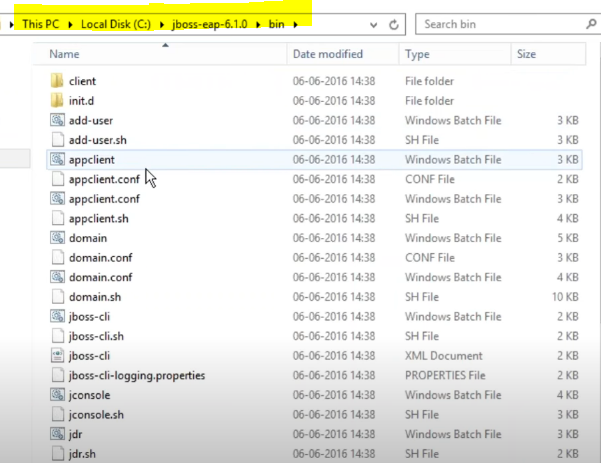 This PC ▸ Local Disk (C:) ▸ jboss-eap-6.1.0 ▸ bin ▸ Search bin
Name Date modified Type Size
client 06-06-2016 14:38 File folder
init.d 06-06-2016 14:38 File folder
add-user 06-06-2016 14:38 Windows Batch File 3 KB
add-user.sh 06-06-2016 14:38 SH File 3 KB
appclient 06-06-2016 14:38 Windows Batch File 3 KB
appclient.conf 06-06-2016 14:38 CONF File 2 KB
appclient.conf 06-06-2016 14:38 Windows Batch File 3 KB
appclient.sh 06-06-2016 14:38 SH File 4 KB
domain 06-06-2016 14:38 Windows Batch File 5 KB
domain.conf 06-06-2016 14:38 CONF File 3 KB
domain.conf 06-06-2016 14:38 Windows Batch File 4 KB
domain.sh 06-06-2016 14:38 SH File 10 KB
jboss-cli 06-06-2016 14:38 Windows Batch File 2 KB
jboss-cli.sh 06-06-2016 14:38 SH File 2 KB
jboss-cli 06-06-2016 14:38 XML Document 2 KB
jboss-cli-logging.properties 06-06-2016 14:38 PROPERTIES File 2 KB
jconsole 06-06-2016 14:38 Windows Batch File 4 KB
jconsole.sh 06-06-2016 14:38 SH File 3 KB
jdr 06-06-2016 14:38 Windows Batch File 3 KB
jdr.sh 06-06-2016 14:38 SH File 2 KB